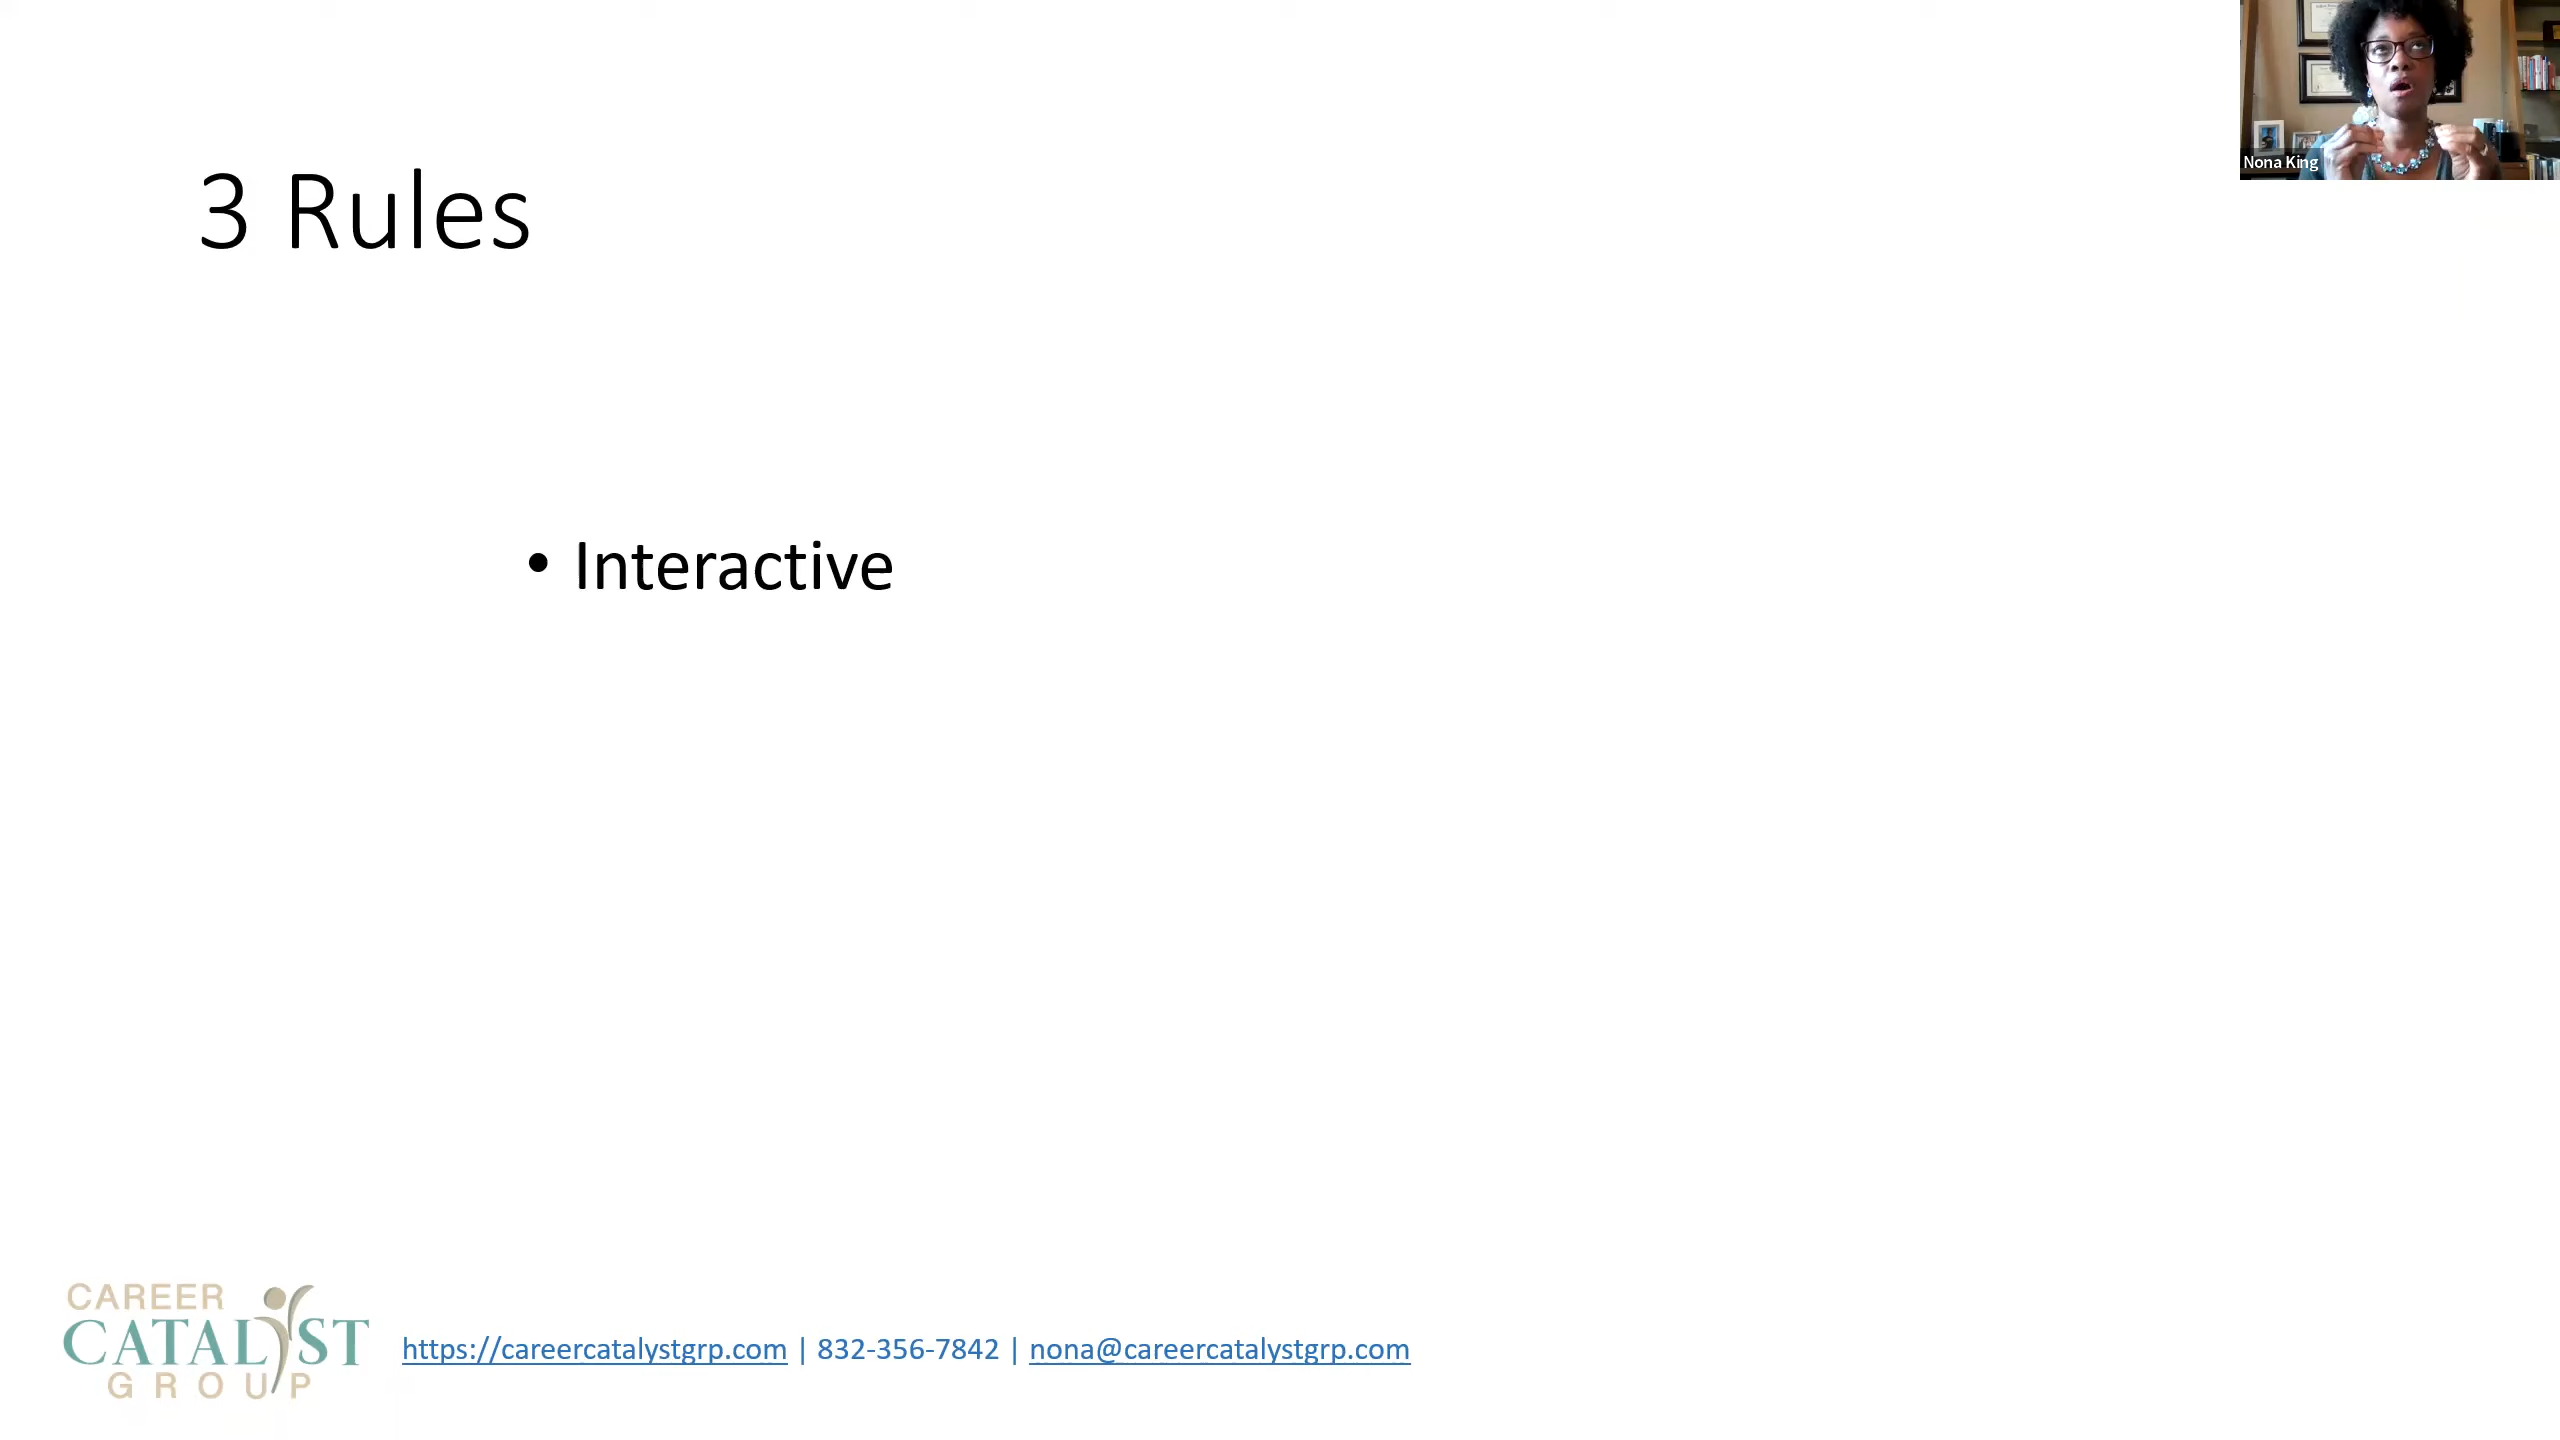 Nona King
3 Rules
• Interactive
CAREER
CATALYST
GROUP
https://careercatalystgrp.com | 832-356-7842 | nona@careercatalystgrp.com